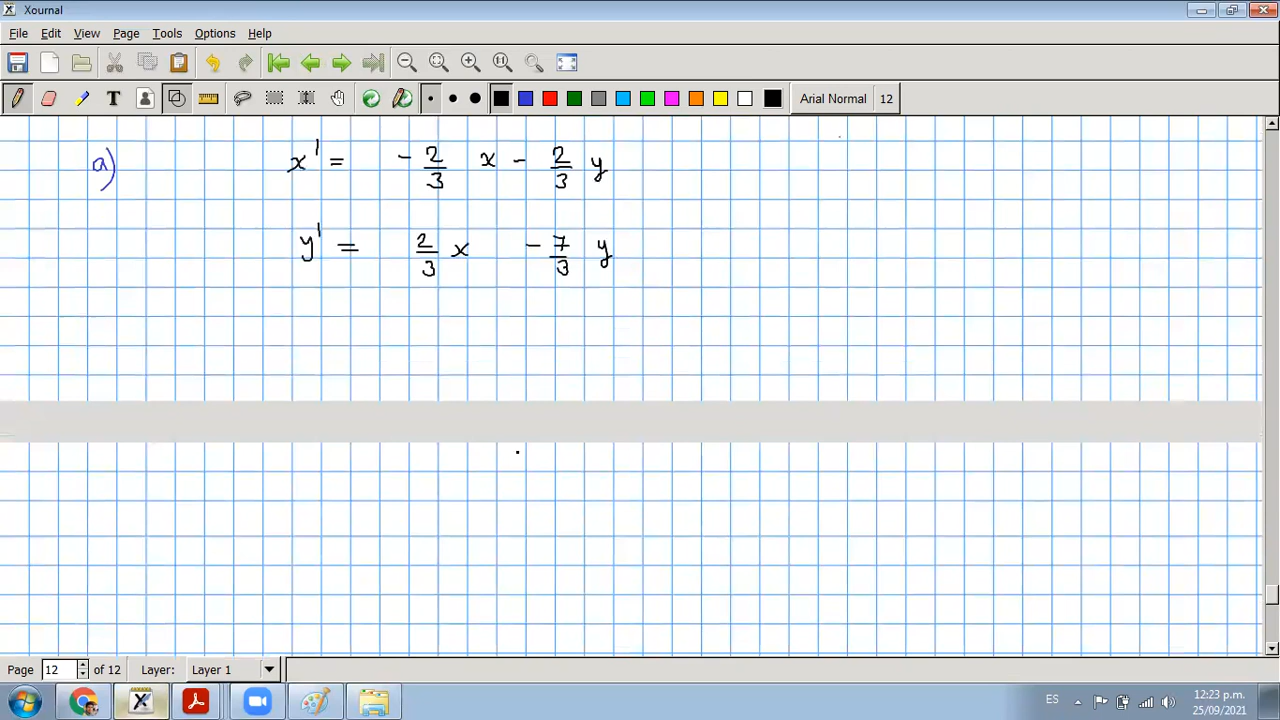 Xournal
File Edit View Page Tools Options Help
Arial Normal 12
a) x' = - 2/3 x - 2/3 y
y' = 2/3 x - 7/3 y
Page 12 of 12 Layer: Layer 1
ES 12:23 p.m.
25/09/2021